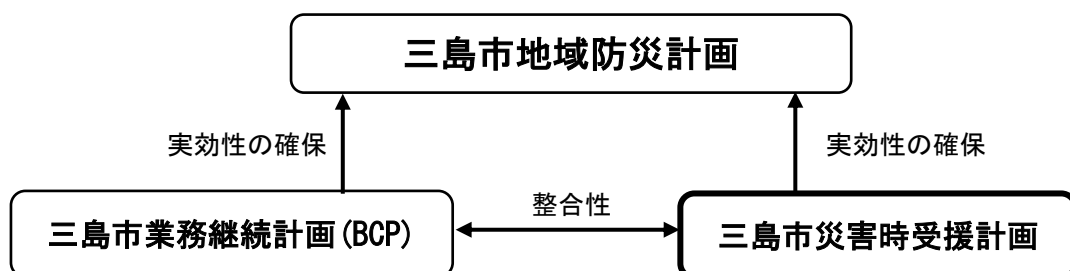 三島市地域防災計画
実効性の確保
実効性の確保
整合性
三島市業務継続計画(BCP)
三島市災害時受援計画